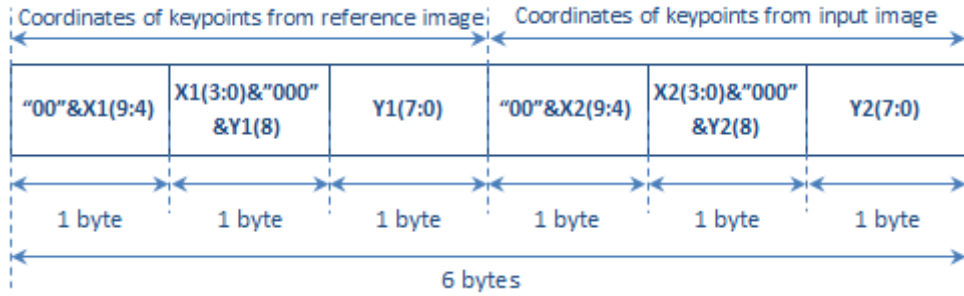 Coordinates of keypoints from reference image
Coordinates of keypoints from input image
“00”&X1(9:4)
X1(3:0)&”000”
&Y1(8)
Y1(7:0)
“00”&X2(9:4)
X2(3:0)&”000”
&Y2(8)
Y2(7:0)
1 byte
1 byte
1 byte
1 byte
1 byte
1 byte
6 bytes